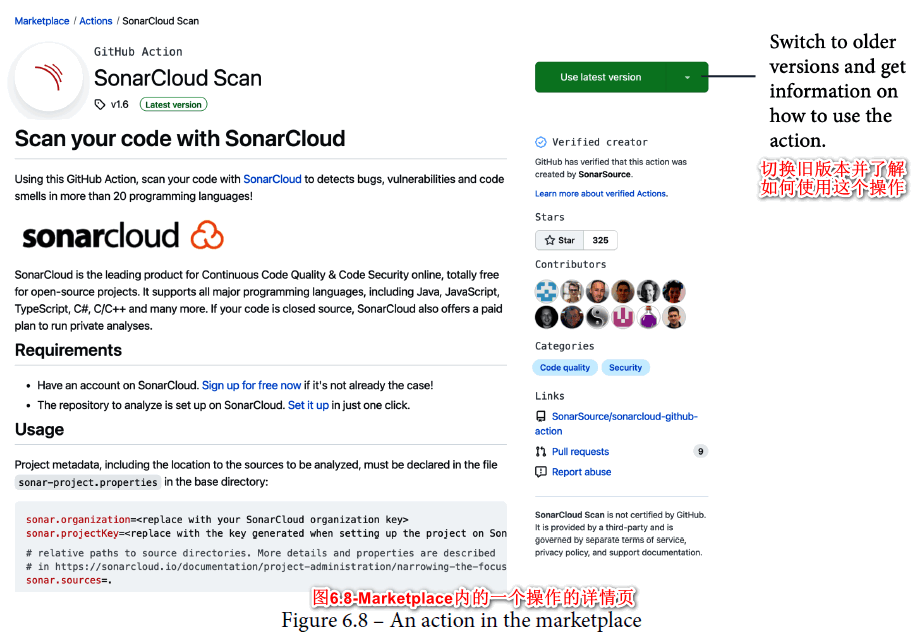 Marketplace / Actions / SonarCloud Scan
GitHub Action
SonarCloud Scan
v1.6 Latest version
Scan your code with SonarCloud
Using this GitHub Action, scan your code with SonarCloud to detects bugs, vulnerabilities and code
smells in more than 20 programming languages!
sonarcloud
SonarCloud is the leading product for Continuous Code Quality & Code Security online, totally free
for open-source projects. It supports all major programming languages, including Java, JavaScript,
TypeScript, C#, C/C++ and many more. If your code is closed source, SonarCloud also offers a paid
plan to run private analyses.
Requirements
• Have an account on SonarCloud. Sign up for free now if it's not already the case!
• The repository to analyze is set up on SonarCloud. Set it up in just one click.
Usage
Project metadata, including the location to the sources to be analyzed, must be declared in the file
sonar-project.properties in the base directory:
sonar.organization=<replace with your SonarCloud organization key>
sonar.projectKey=<replace with the key generated when setting up the project on Son
# relative paths to source directories. More details and properties are described
# in https://sonarcloud.io/documentation/project-administration/narrowing-the-focus
sonar.sources=.
Use latest version
Verified creator
GitHub has verified that this action was
created by SonarSource.
Learn more about verified Actions.
Stars
Star 325
Contributors
Categories
Code quality Security
Links
SonarSource/sonarcloud-github-
action
Pull requests 9
Report abuse
SonarCloud Scan is not certified by GitHub.
It is provided by a third-party and is
governed by separate terms of service,
privacy policy, and support documentation.
Switch to older
versions and get
information on
how to use the
action.
切换旧版本并了解
如何使用这个操作
图6.8-Marketplace内的一个操作的详情页
Figure 6.8 – An action in the marketplace